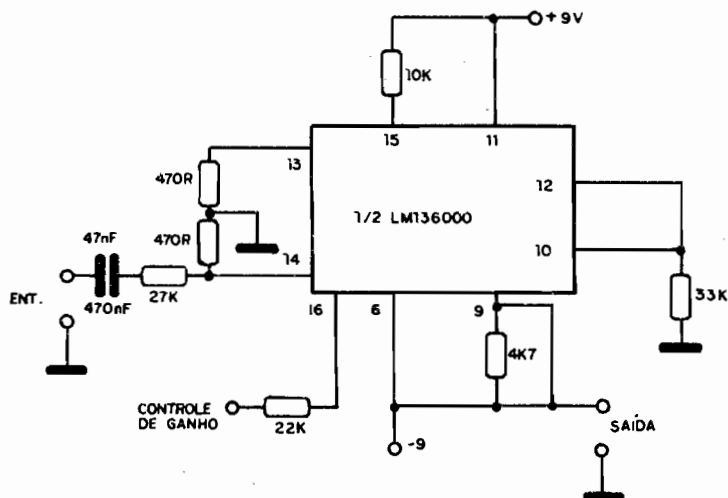 +9V
10K
15
11
13
470R
12
1/2 LM136000
470R
47nF
14
10
ENT.
27K
470nF
16
6
9
33K
4K7
CONTROLE
DE GANHO
22K
SAÍDA
-9